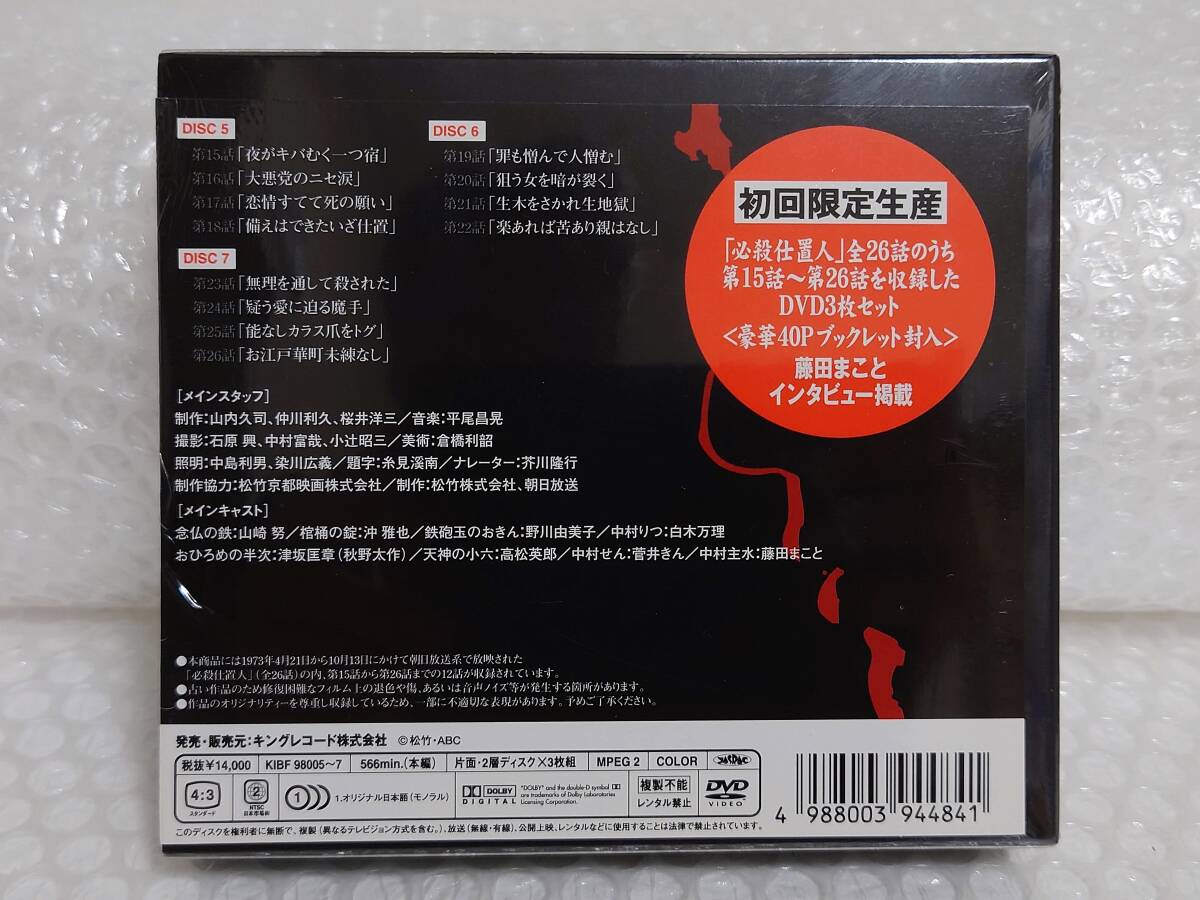 DISC 5
第15話「夜がキバむく一つ宿」
第16話「大悪党のニセ涙」
第17話「恋情すてて死の願い」
第18話「備えはできたいざ仕置」
DISC 6
第19話「罪も憎んで人憎む」
第20話「狙う女を暗が裂く」
第21話「生木をさかれ生地獄」
第22話「楽あれば苦あり親はなし」
DISC 7
第23話「無理を通して殺された」
第24話「疑う愛に迫る魔手」
第25話「能なしカラス爪をトグ」
第26話「お江戸華町未練なし」
初回限定生産
「必殺仕置人」全26話のうち
第15話〜第26話を収録した
DVD3枚セット
<豪華40Pブックレット封入>
藤田まこと
インタビュー掲載
[メインスタッフ]
制作:山内久司、仲川利久、桜井洋三/音楽:平尾昌晃
撮影:石原 興、中村富哉、小辻昭三/美術:倉橋利韶
照明:中島利男、染川広義/題字:糸見溪南/ナレーター:芥川隆行
制作協力:松竹京都映画株式会社/制作:松竹株式会社、朝日放送
[メインキャスト]
念仏の鉄:山崎 努/棺桶の錠:沖 雅也/鉄砲玉のおきん:野川由美子/中村りつ:白木万理
おひろめの半次:津坂匡章(秋野太作)/天神の小六:高松英郎/中村せん:菅井きん/中村主水:藤田まこと
●本商品には1973年4月21日から10月13日にかけて朝日放送系で放映された
「必殺仕置人」(全26話)の内、第15話から第26話までの12話が収録されています。
●古い作品のため修復困難なフィルム上の退色や傷、あるいは音声ノイズ等が発生する箇所があります。
●作品のオリジナリティーを尊重し収録しているため、一部に不適切な表現があります。予めご了承ください。
発売・販売元:キングレコード株式会社 ©松竹・ABC
税抜¥14,000 KIBF 98005〜7 566min.(本編) 片面・2層ディスク×3枚組 MPEG 2 COLOR
4:3
スタンダード
2
NTSC
日本市場向
1
1.オリジナル日本語(モノラル)
DOLBY
DIGITAL
"DOLBY" and the double-D symbol
are trademarks of Dolby Laboratories
Licensing Corporation.
複製不能
レンタル禁止
DVD
VIDEO
4 988003 944841
このディスクを権利者に無断で、複製(異なるテレビジョン方式を含む。)、放送(無線・有線)、公開上映、レンタルなどに使用することは法律で禁止されています。